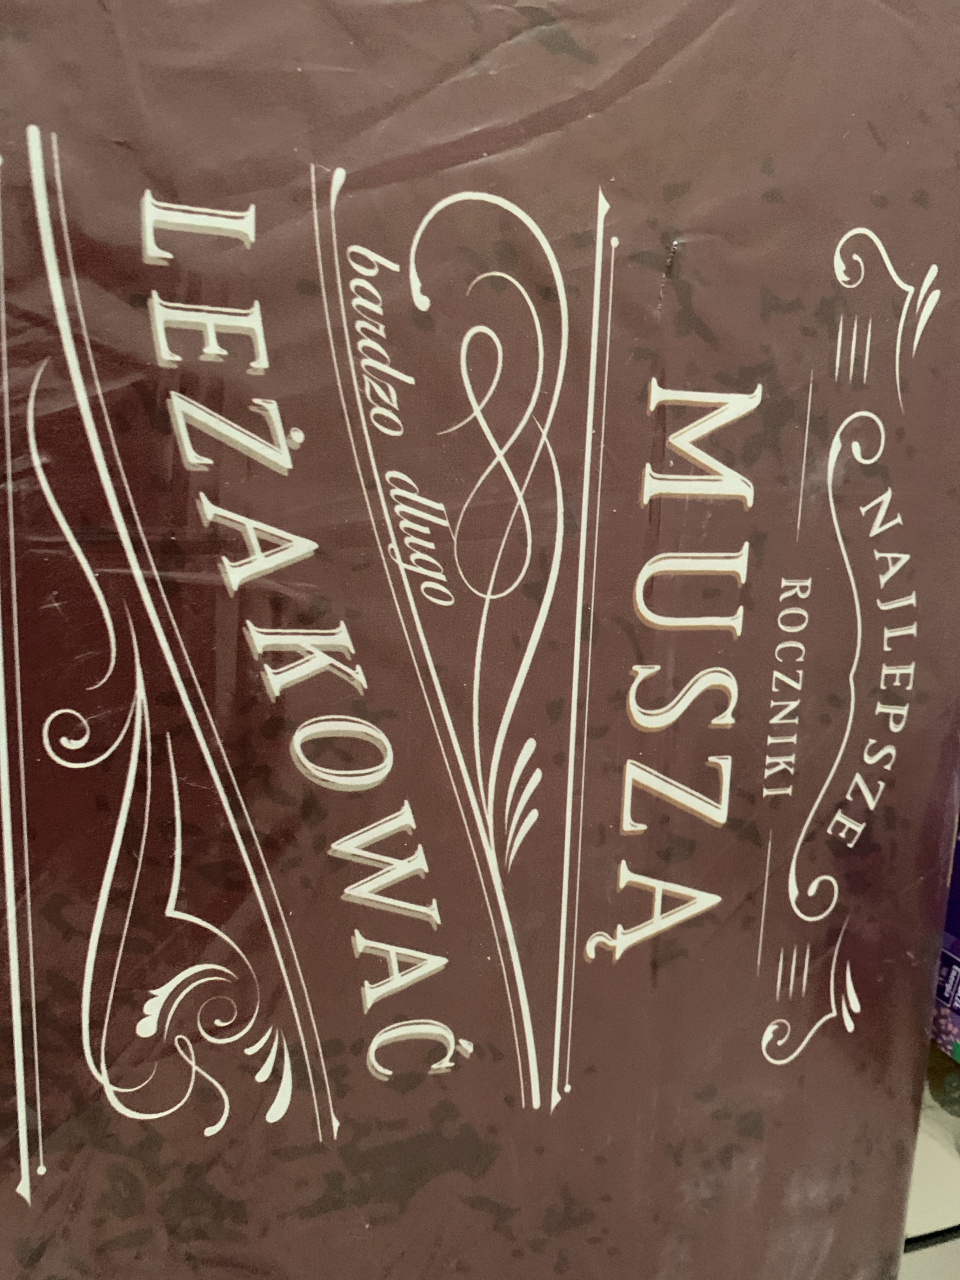 NAJLEPSZE
ROCZNIKI
MUSZĄ
bardzo długo
LEŻAKOWAĆ